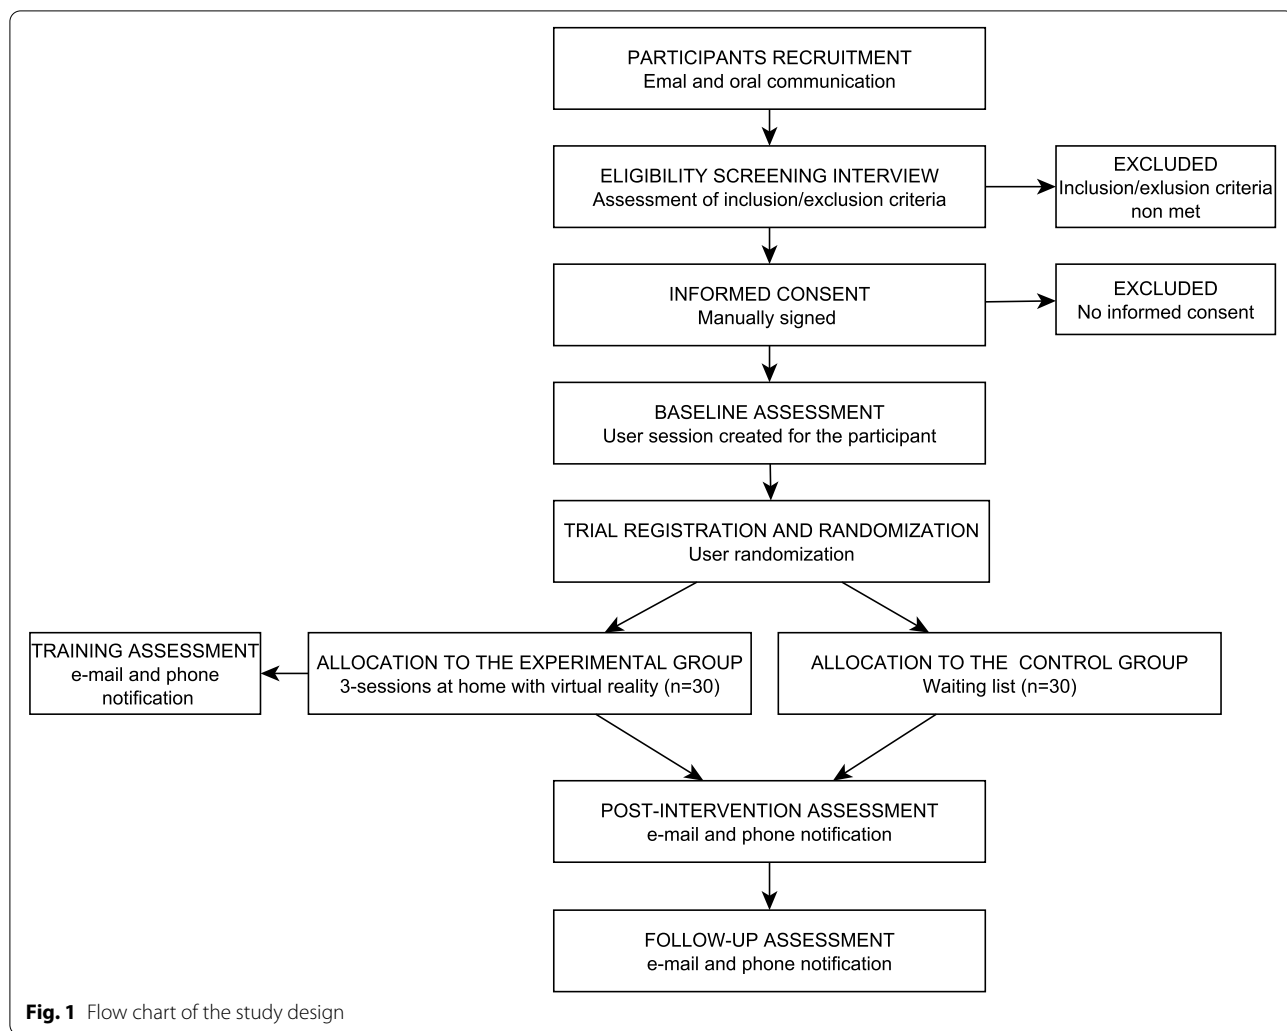 PARTICIPANTS RECRUITMENT
Emal and oral communication
ELIGIBILITY SCREENING INTERVIEW
Assessment of inclusion/exclusion criteria
EXCLUDED
Inclusion/exlusion criteria
non met
INFORMED CONSENT
Manually signed
EXCLUDED
No informed consent
BASELINE ASSESSMENT
User session created for the participant
TRIAL REGISTRATION AND RANDOMIZATION
User randomization
TRAINING ASSESSMENT
e-mail and phone
notification
ALLOCATION TO THE EXPERIMENTAL GROUP
3-sessions at home with virtual reality (n=30)
ALLOCATION TO THE CONTROL GROUP
Waiting list (n=30)
POST-INTERVENTION ASSESSMENT
e-mail and phone notification
FOLLOW-UP ASSESSMENT
e-mail and phone notification
Fig. 1 Flow chart of the study design